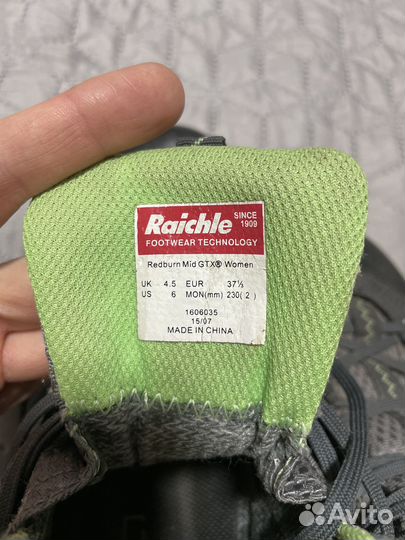 Raichle SINCE 1909
FOOTWEAR TECHNOLOGY
Redburn Mid GTX® Women
UK 4.5 EUR 37½
US 6 MON(mm) 230(2)
1606035
15/07
MADE IN CHINA
Avito